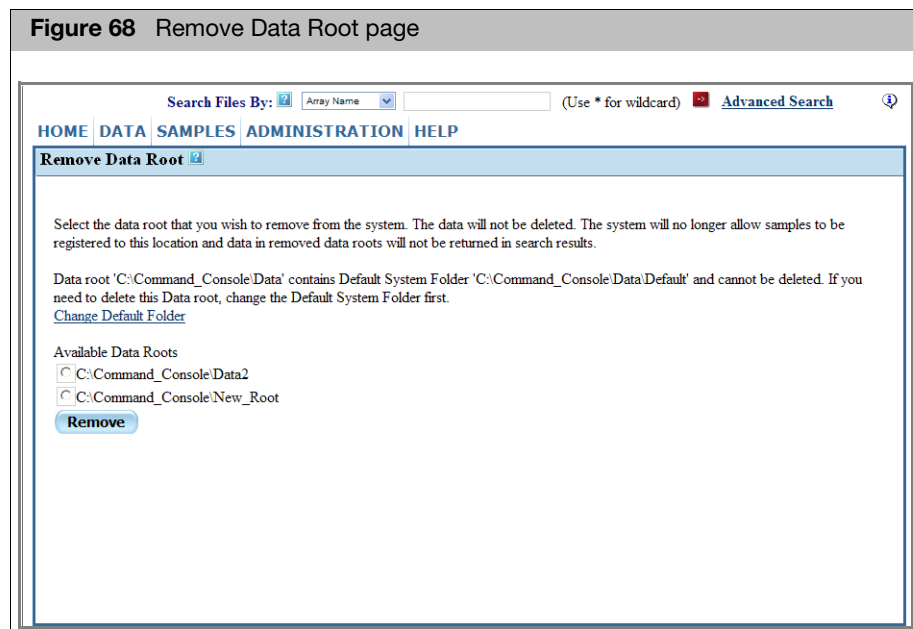 Figure 68 Remove Data Root page
Search Files By: ? Array Name (Use * for wildcard) Advanced Search
HOME DATA SAMPLES ADMINISTRATION HELP
Remove Data Root ?
Select the data root that you wish to remove from the system. The data will not be deleted. The system will no longer allow samples to be
registered to this location and data in removed data roots will not be returned in search results.
Data root 'C:\Command_Console\Data' contains Default System Folder 'C:\Command_Console\Data\Default' and cannot be deleted. If you
need to delete this Data root, change the Default System Folder first.
Change Default Folder
Available Data Roots
C:\Command_Console\Data2
C:\Command_Console\New_Root
Remove